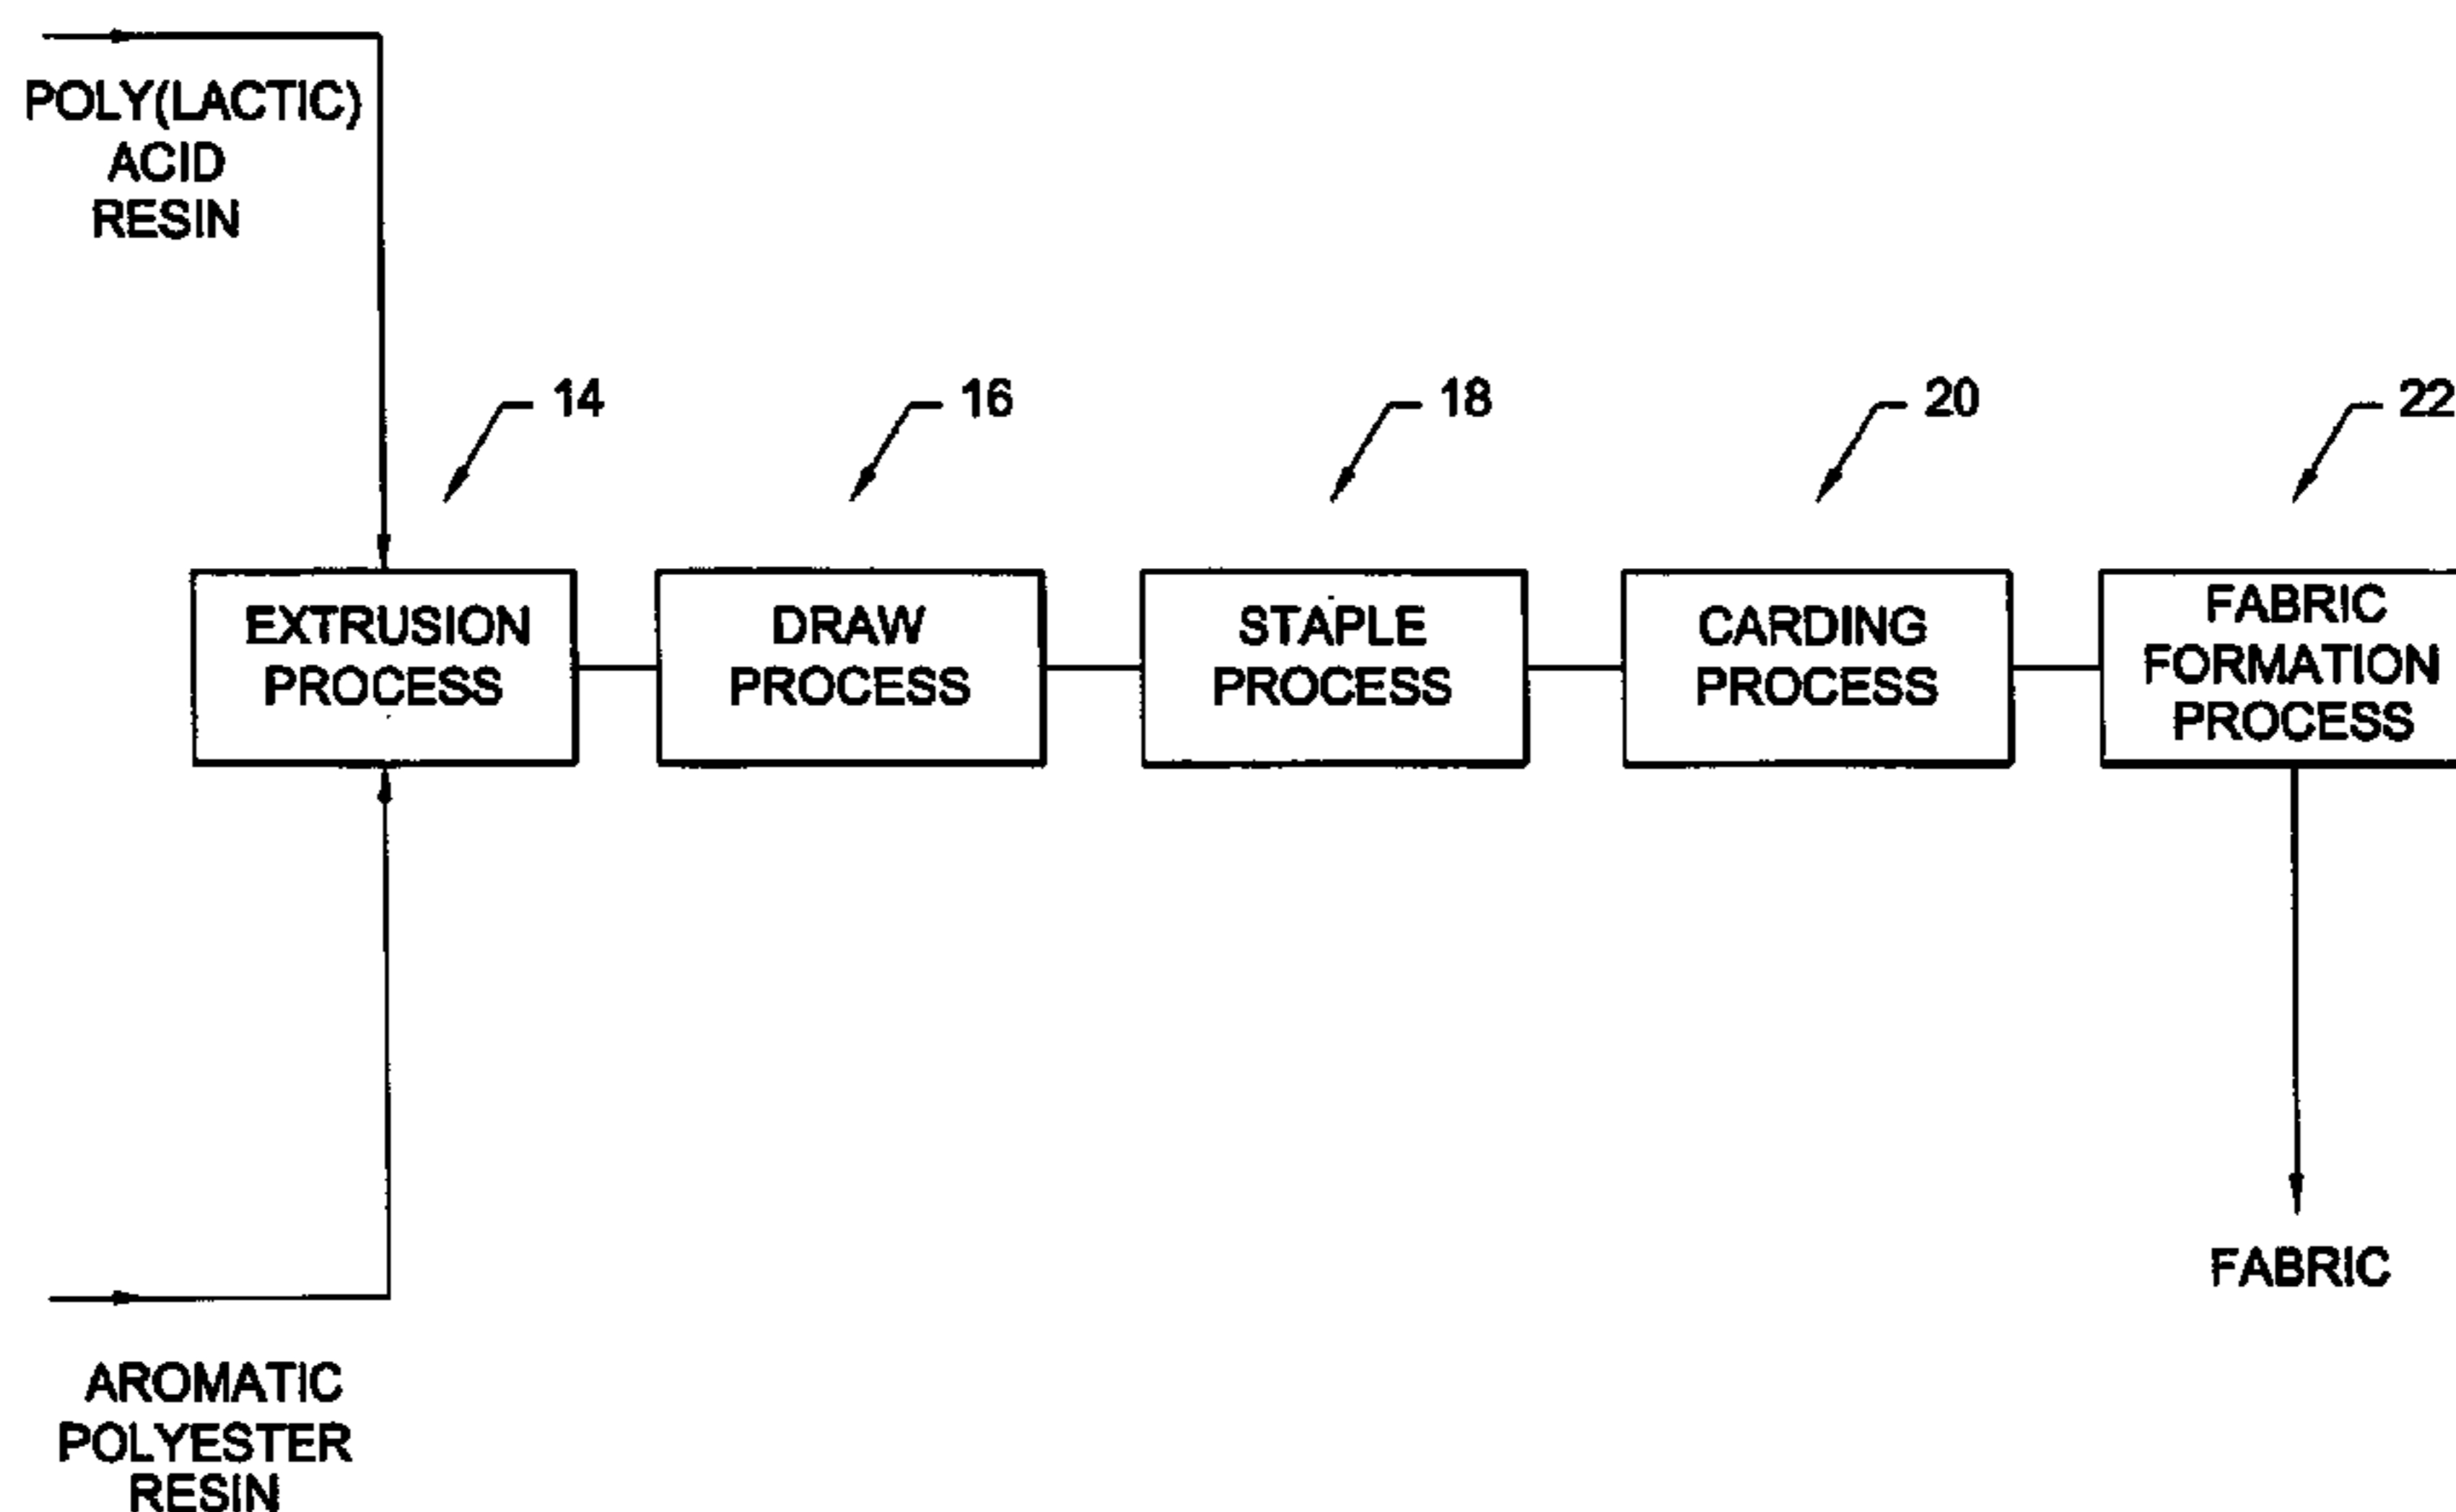 POLY(LACTIC)
ACID
RESIN
14
16
18
20
22
EXTRUSION
PROCESS
DRAW
PROCESS
STAPLE
PROCESS
CARDING
PROCESS
FABRIC
FORMATION
PROCESS
FABRIC
AROMATIC
POLYESTER
RESIN